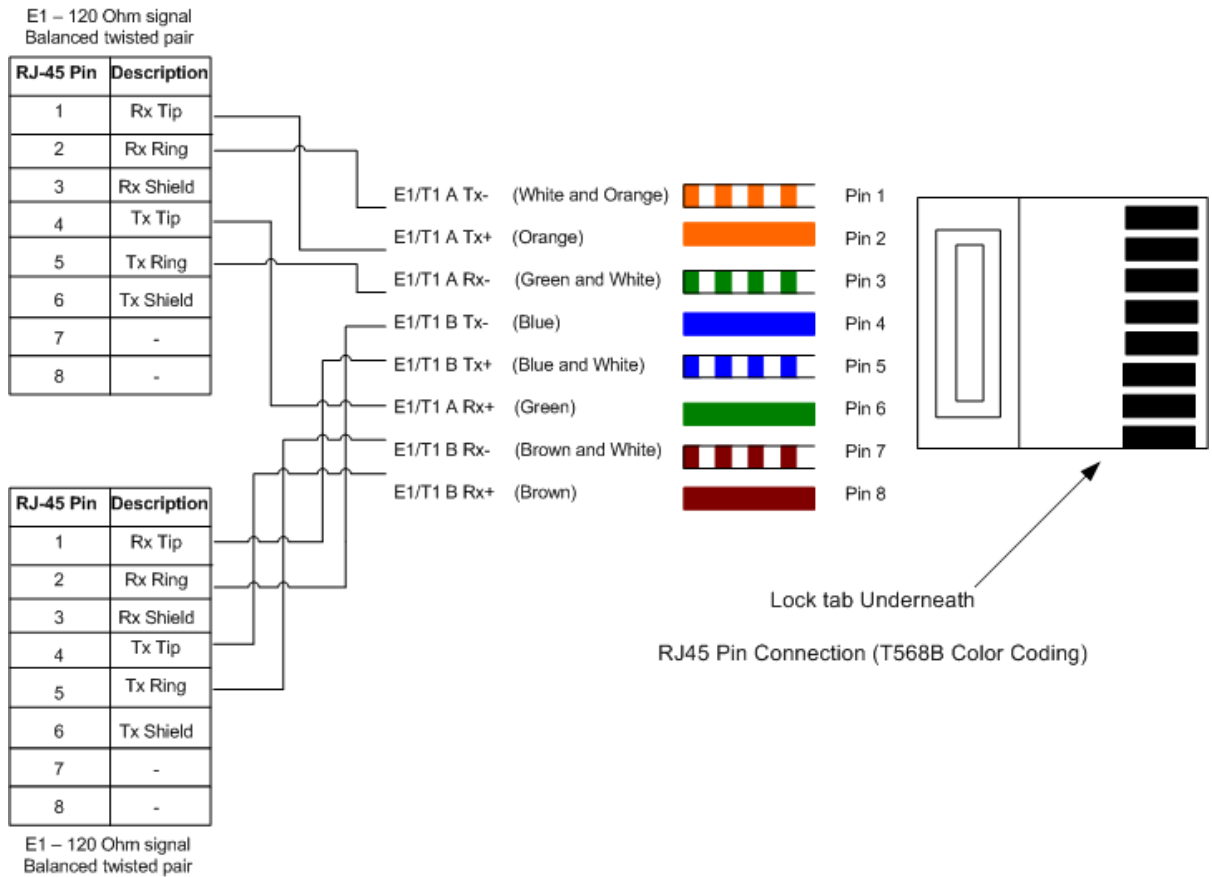 E1 – 120 Ohm signal
Balanced twisted pair
RJ-45 Pin Description
1 Rx Tip
2 Rx Ring
3 Rx Shield
4 Tx Tip
5 Tx Ring
6 Tx Shield
7 -
8 -
E1/T1 A Tx- (White and Orange) Pin 1
E1/T1 A Tx+ (Orange) Pin 2
E1/T1 A Rx- (Green and White) Pin 3
E1/T1 B Tx- (Blue) Pin 4
E1/T1 B Tx+ (Blue and White) Pin 5
E1/T1 A Rx+ (Green) Pin 6
E1/T1 B Rx- (Brown and White) Pin 7
E1/T1 B Rx+ (Brown) Pin 8
Lock tab Underneath
RJ45 Pin Connection (T568B Color Coding)
RJ-45 Pin Description
1 Rx Tip
2 Rx Ring
3 Rx Shield
4 Tx Tip
5 Tx Ring
6 Tx Shield
7 -
8 -
E1 – 120 Ohm signal
Balanced twisted pair